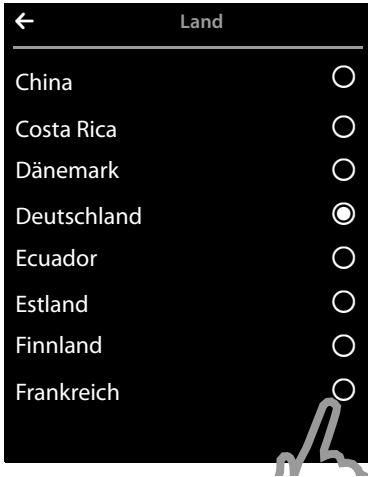 Land
China
Costa Rica
Dänemark
Deutschland
Ecuador
Estland
Finnland
Frankreich